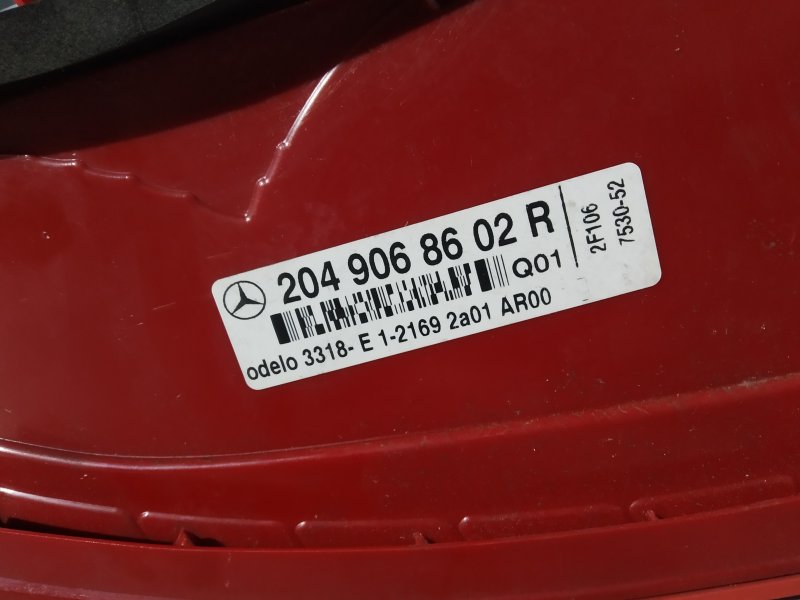 204 906 86 02 R
Q01
odelo 3318- E 1-2169 2a01 AR00
2F106
7530-52